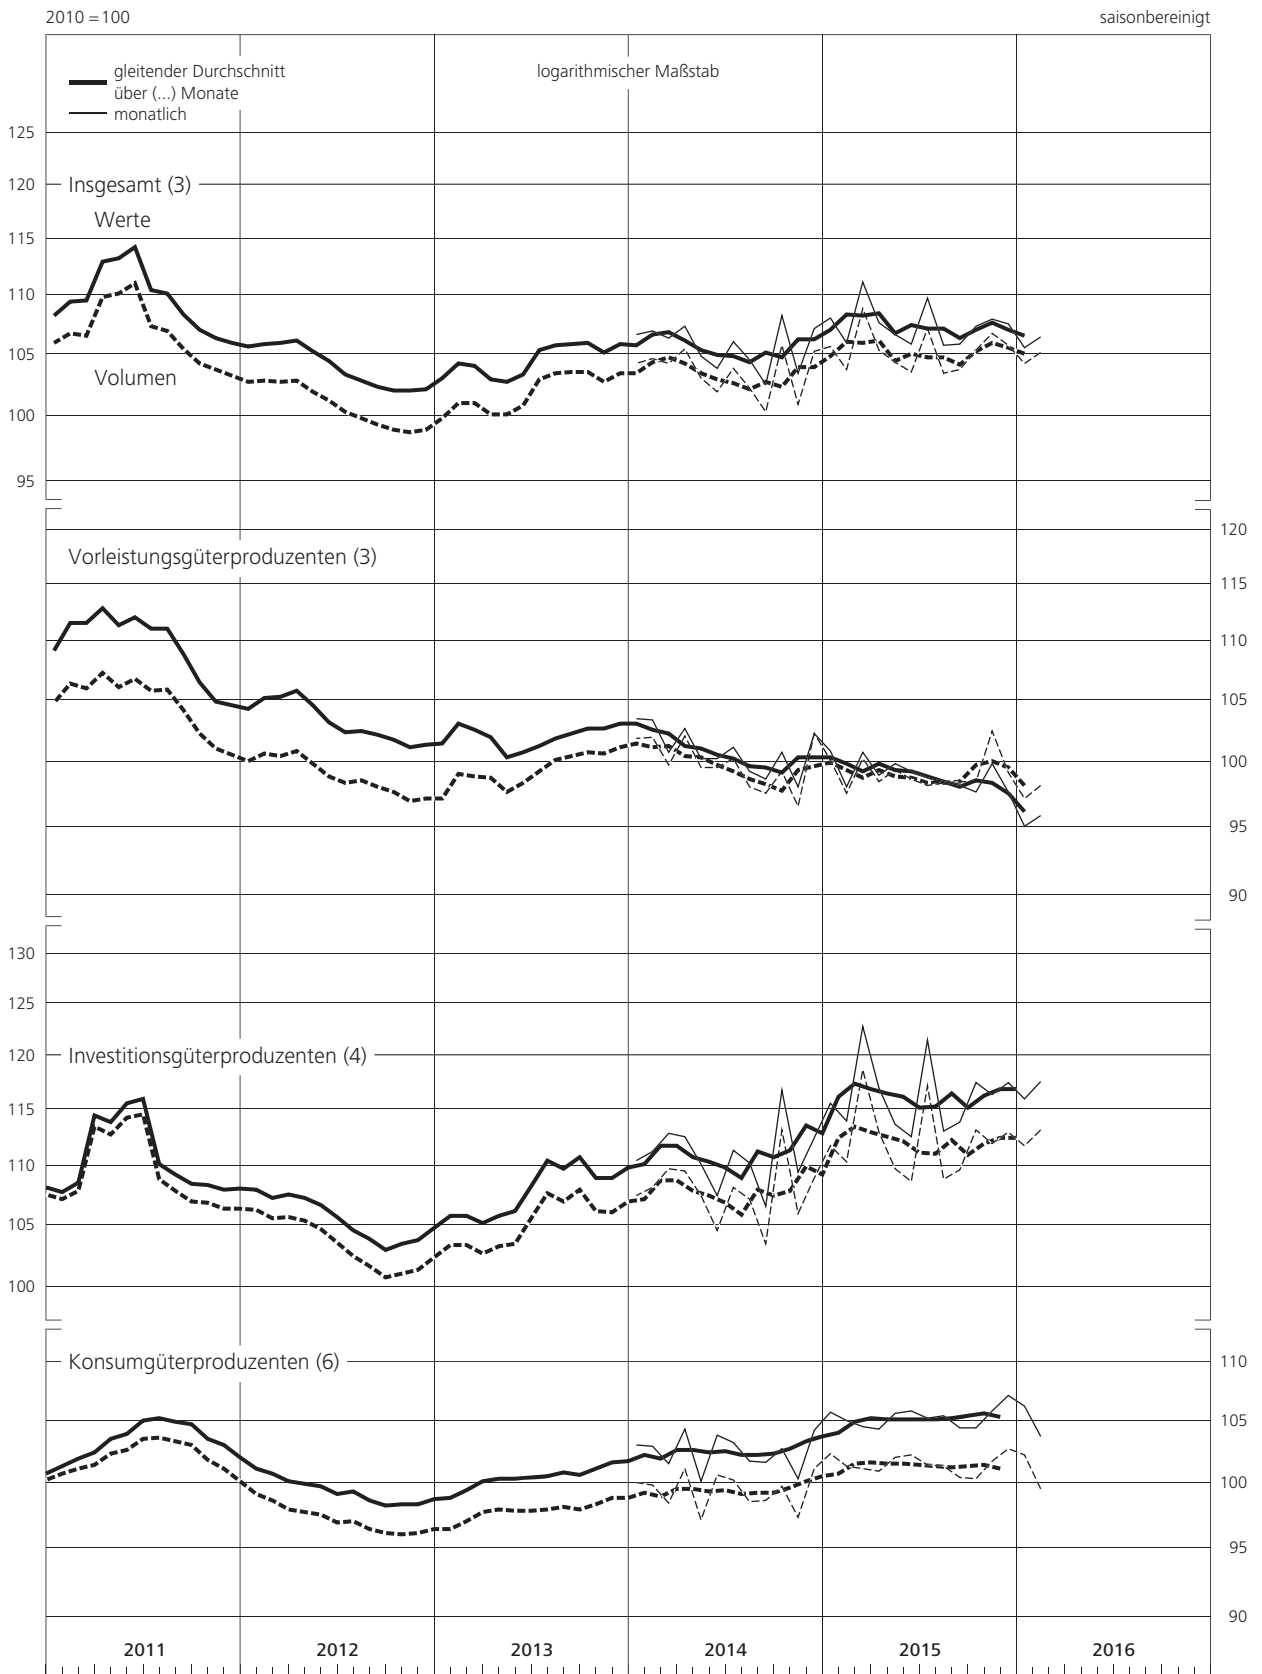 2010 = 100
saisonbereinigt
gleitender Durchschnitt
über (...) Monate
monatlich
logarithmischer Maßstab
125
120
Insgesamt (3)
Werte
115
110
105
Volumen
100
95
120
Vorleistungsgüterproduzenten (3)
115
110
105
100
95
90
130
125
120
Investitionsgüterproduzenten (4)
115
110
105
100
Konsumgüterproduzenten (6)
110
105
100
95
90
2011 2012 2013 2014 2015 2016